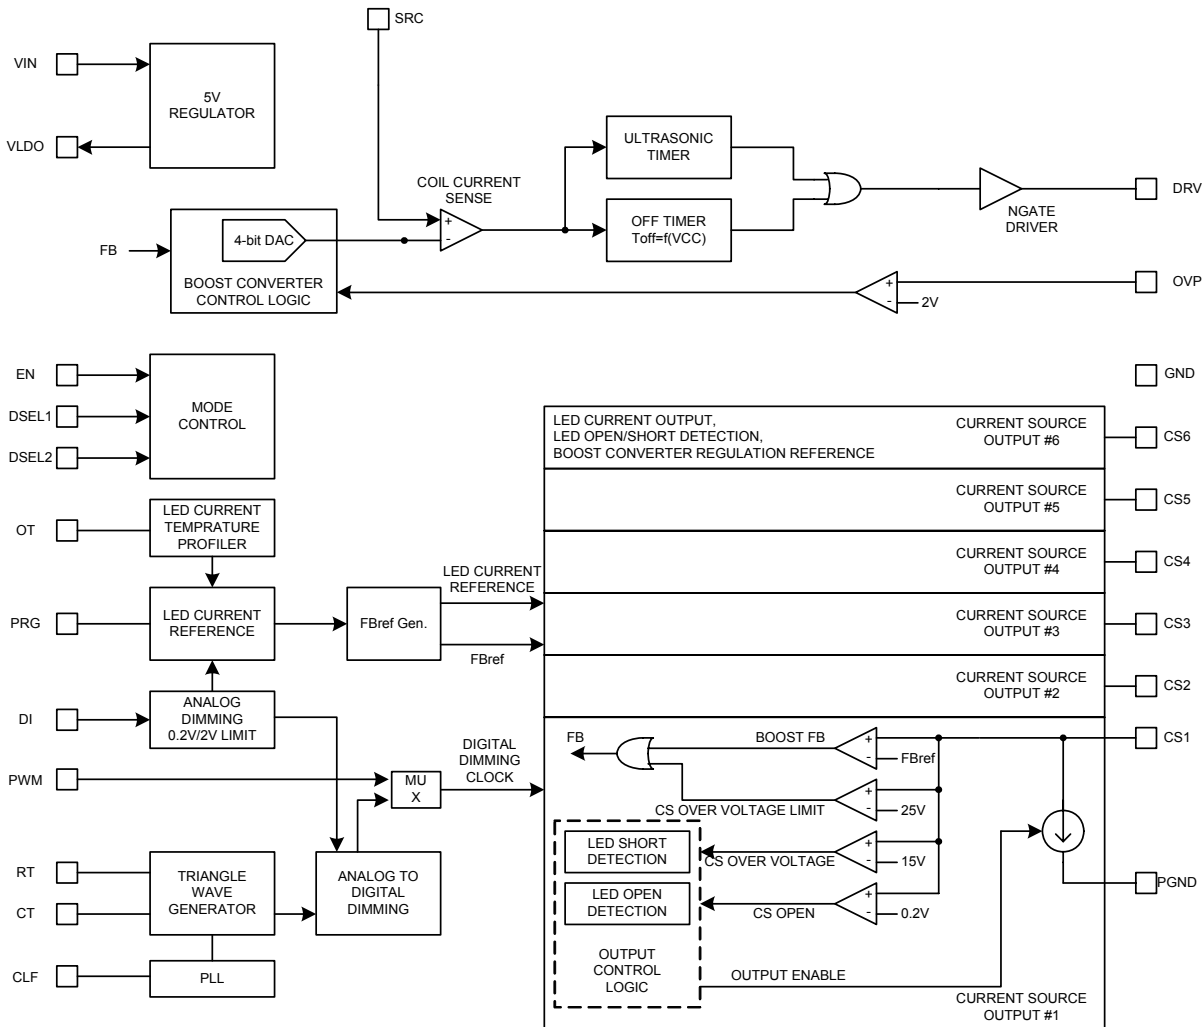 SRC
VIN
5V
REGULATOR
VLDO
ULTRASONIC
TIMER
COIL CURRENT
SENSE
+
-
DRV
NGATE
DRIVER
OFF TIMER
Toff=f(VCC)
FB
4-bit DAC
BOOST CONVERTER
CONTROL LOGIC
+
-
2V
OVP
EN
DSEL1
DSEL2
MODE
CONTROL
GND
LED CURRENT OUTPUT,
LED OPEN/SHORT DETECTION,
BOOST CONVERTER REGULATION REFERENCE
CURRENT SOURCE
OUTPUT #6
CS6
CURRENT SOURCE
OUTPUT #5
CS5
OT
LED CURRENT
TEMPRATURE
PROFILER
CURRENT SOURCE
OUTPUT #4
CS4
LED CURRENT
REFERENCE
PRG
LED CURRENT
REFERENCE
FBref Gen.
FBref
CURRENT SOURCE
OUTPUT #3
CS3
CURRENT SOURCE
OUTPUT #2
CS2
DI
ANALOG
DIMMING
0.2V/2V LIMIT
PWM
MU
X
DIGITAL
DIMMING
CLOCK
FB
BOOST FB
+
-
FBref
CS1
CS OVER VOLTAGE LIMIT
+
-
25V
LED SHORT
DETECTION
CS OVER VOLTAGE
+
-
15V
LED OPEN
DETECTION
CS OPEN
+
-
0.2V
PGND
OUTPUT
CONTROL
LOGIC
OUTPUT ENABLE
CURRENT SOURCE
OUTPUT #1
RT
CT
TRIANGLE
WAVE
GENERATOR
ANALOG TO
DIGITAL
DIMMING
CLF
PLL